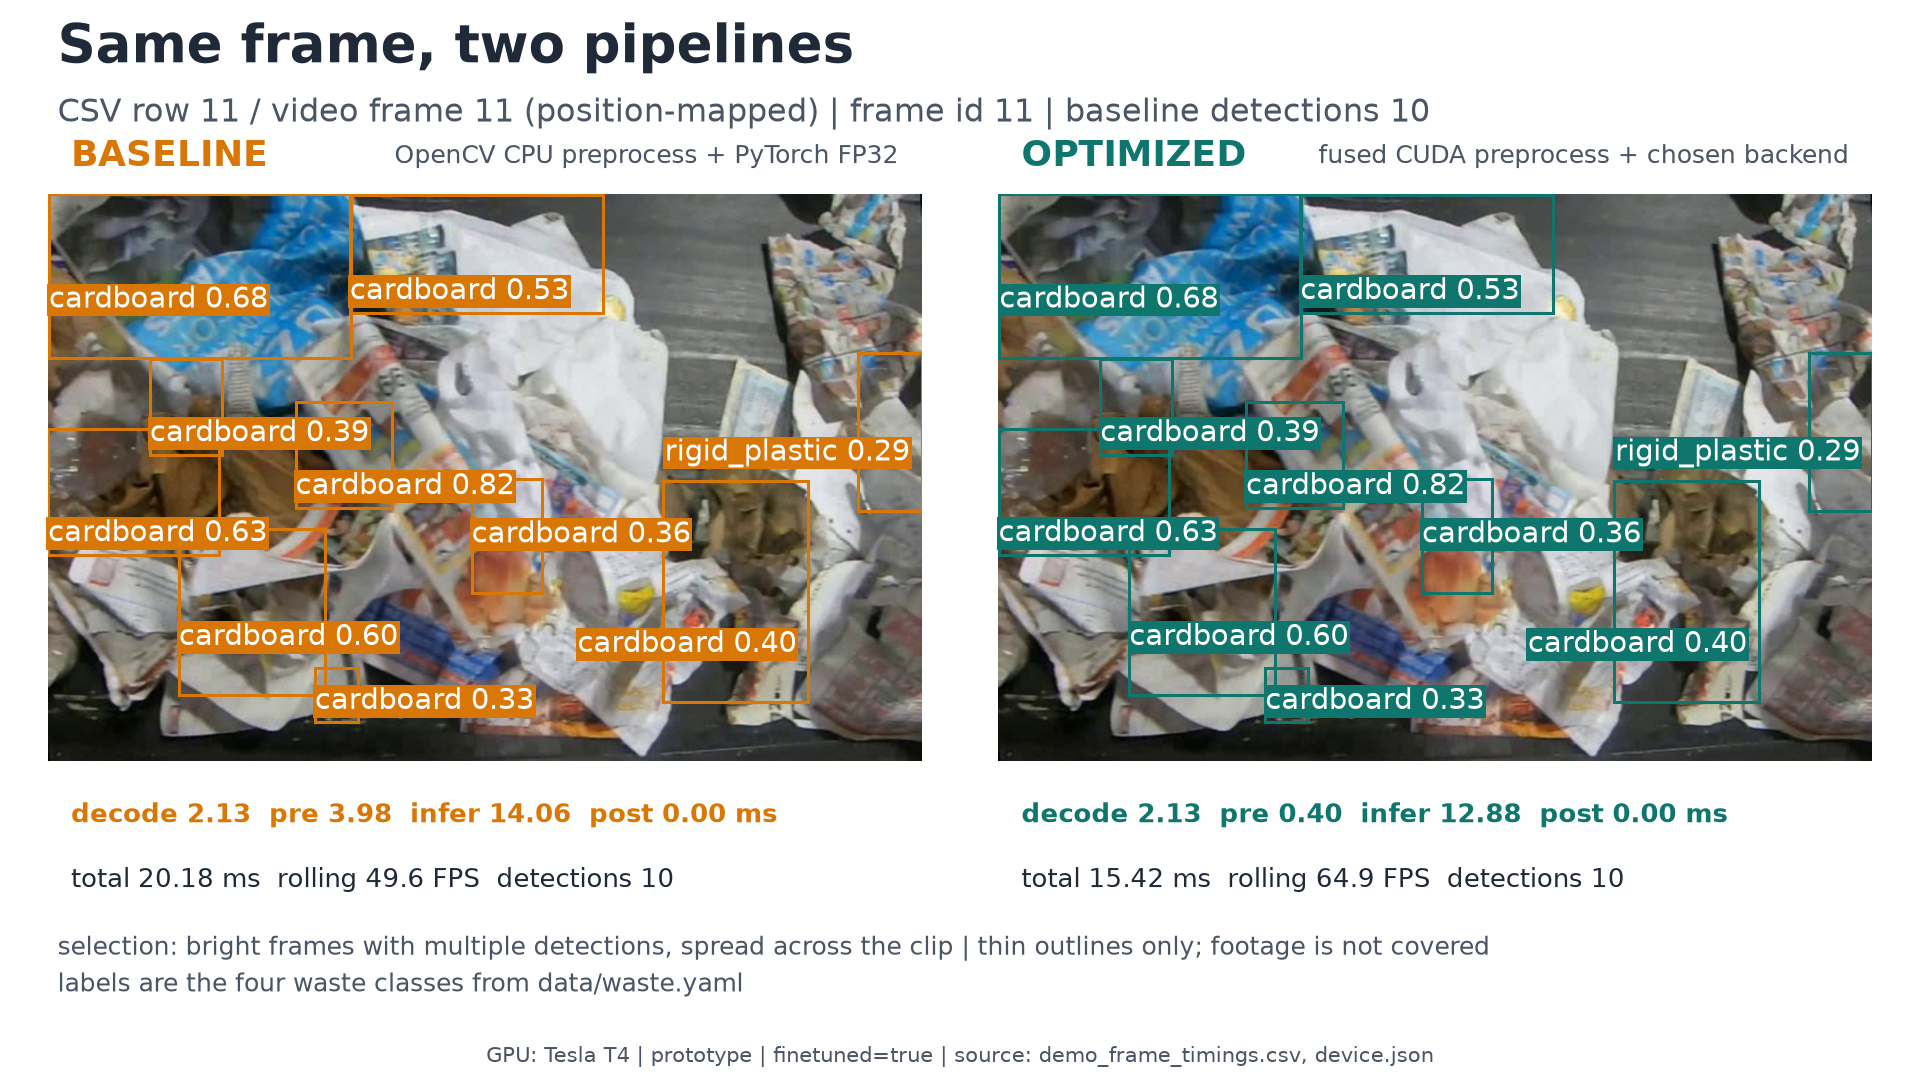 Same frame, two pipelines
CSV row 11 / video frame 11 (position-mapped) | frame id 11 | baseline detections 10
BASELINE
OpenCV CPU preprocess + PyTorch FP32
cardboard 0.68
cardboard 0.53
cardboard 0.39
rigid_plastic 0.29
cardboard 0.82
cardboard 0.63
cardboard 0.36
cardboard 0.60
cardboard 0.40
cardboard 0.33
decode 2.13 pre 3.98 infer 14.06 post 0.00 ms
total 20.18 ms rolling 49.6 FPS detections 10
OPTIMIZED
fused CUDA preprocess + chosen backend
cardboard 0.68
cardboard 0.53
cardboard 0.39
rigid_plastic 0.29
cardboard 0.82
cardboard 0.63
cardboard 0.36
cardboard 0.60
cardboard 0.40
cardboard 0.33
decode 2.13 pre 0.40 infer 12.88 post 0.00 ms
total 15.42 ms rolling 64.9 FPS detections 10
selection: bright frames with multiple detections, spread across the clip | thin outlines only; footage is not covered
labels are the four waste classes from data/waste.yaml
GPU: Tesla T4 | prototype | finetuned=true | source: demo_frame_timings.csv, device.json